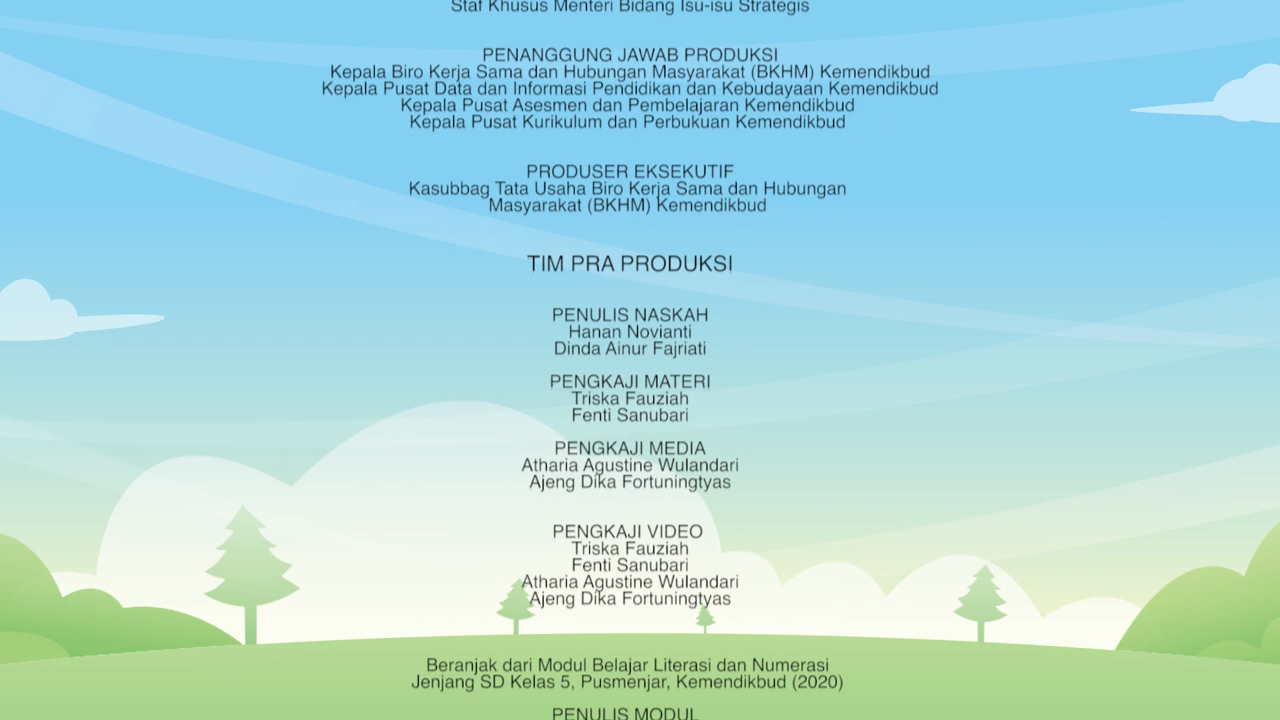 Staf Khusus Menteri Bidang Isu-isu Strategis
PENANGGUNG JAWAB PRODUKSI
Kepala Biro Kerja Sama dan Hubungan Masyarakat (BKHM) Kemendikbud
Kepala Pusat Data dan Informasi Pendidikan dan Kebudayaan Kemendikbud
Kepala Pusat Asesmen dan Pembelajaran Kemendikbud
Kepala Pusat Kurikulum dan Perbukuan Kemendikbud
PRODUSER EKSEKUTIF
Kasubbag Tata Usaha Biro Kerja Sama dan Hubungan
Masyarakat (BKHM) Kemendikbud
TIM PRA PRODUKSI
PENULIS NASKAH
Hanan Novianti
Dinda Ainur Fajriati
PENGKAJI MATERI
Triska Fauziah
Fenti Sanubari
PENGKAJI MEDIA
Atharia Agustine Wulandari
Ajeng Dika Fortuningtyas
PENGKAJI VIDEO
Triska Fauziah
Fenti Sanubari
Atharia Agustine Wulandari
Ajeng Dika Fortuningtyas
Beranjak dari Modul Belajar Literasi dan Numerasi
Jenjang SD Kelas 5, Pusmenjar, Kemendikbud (2020)
PENULIS MODUL